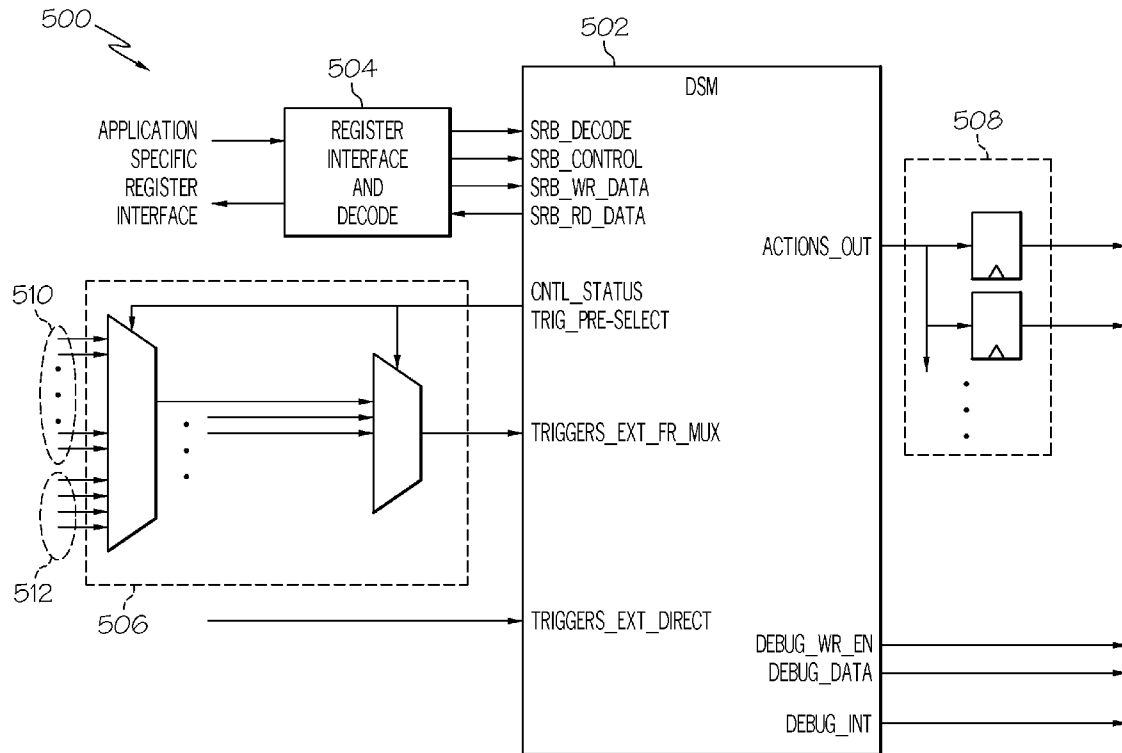 500
502
DSM
504
APPLICATION
SPECIFIC
REGISTER
INTERFACE
REGISTER
INTERFACE
AND
DECODE
SRB_DECODE
SRB_CONTROL
SRB_WR_DATA
SRB_RD_DATA
508
ACTIONS_OUT
510
CNTL_STATUS
TRIG_PRE-SELECT
TRIGGERS_EXT_FR_MUX
512
506
TRIGGERS_EXT_DIRECT
DEBUG_WR_EN
DEBUG_DATA
DEBUG_INT